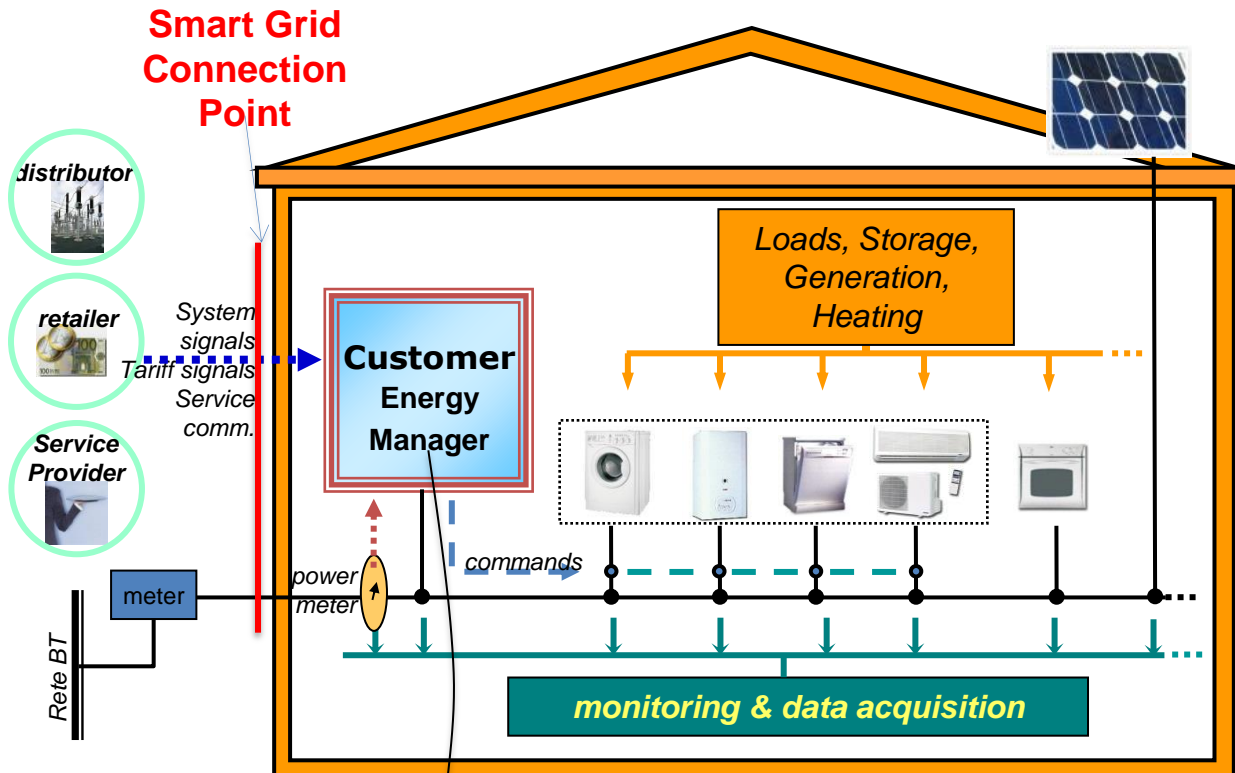 Smart Grid
Connection
Point
distributor
retailer
100
Service
Provider
System
signals
Tariff signals
Service
comm.
Customer
Energy
Manager
Loads, Storage,
Generation,
Heating
commands
power
meter
meter
Rete BT
monitoring & data acquisition